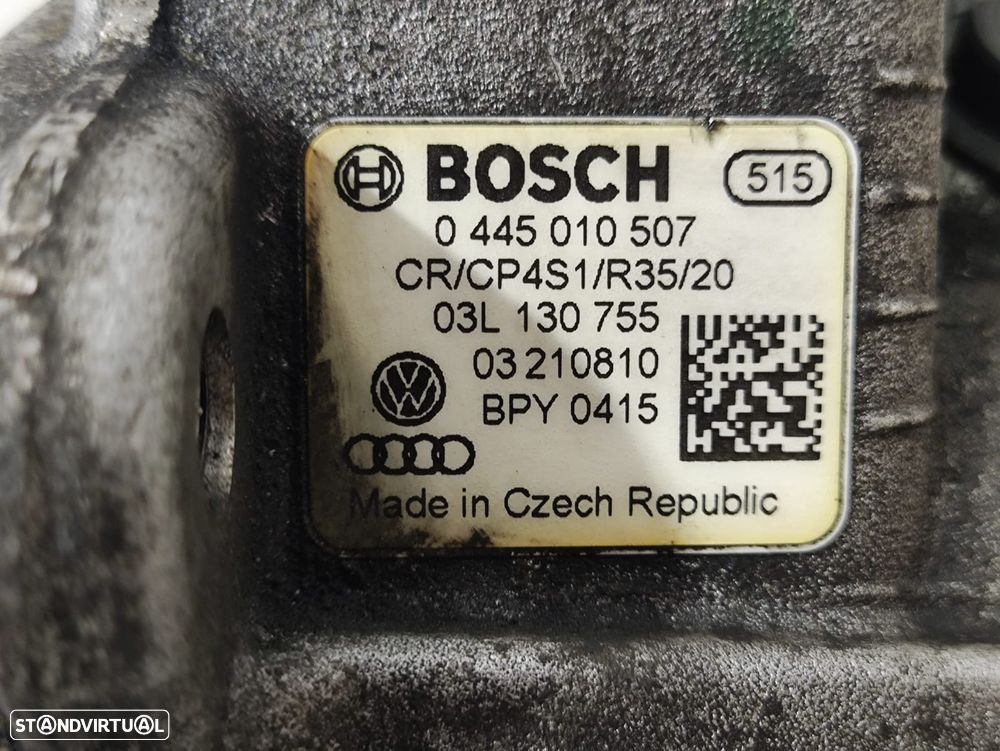 BOSCH 515
0 445 010 507
CR/CP4S1/R35/20
03L 130 755
03 210810
BPY 0415
Made in Czech Republic
STANDVIRTUAL